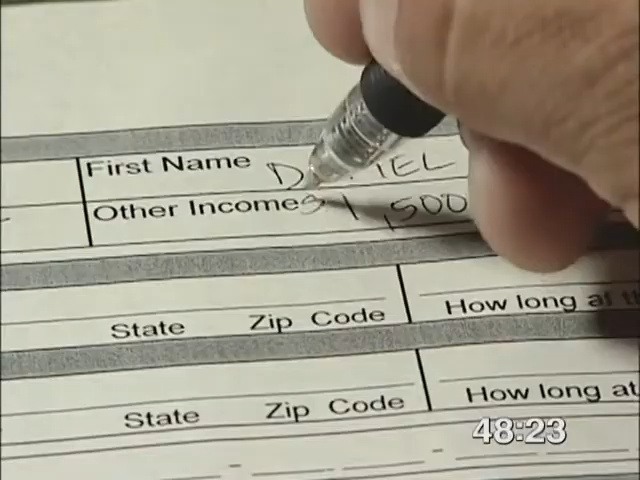 First Name
Other Income $1,500
State Zip Code How long at
State Zip Code How long at
48:23